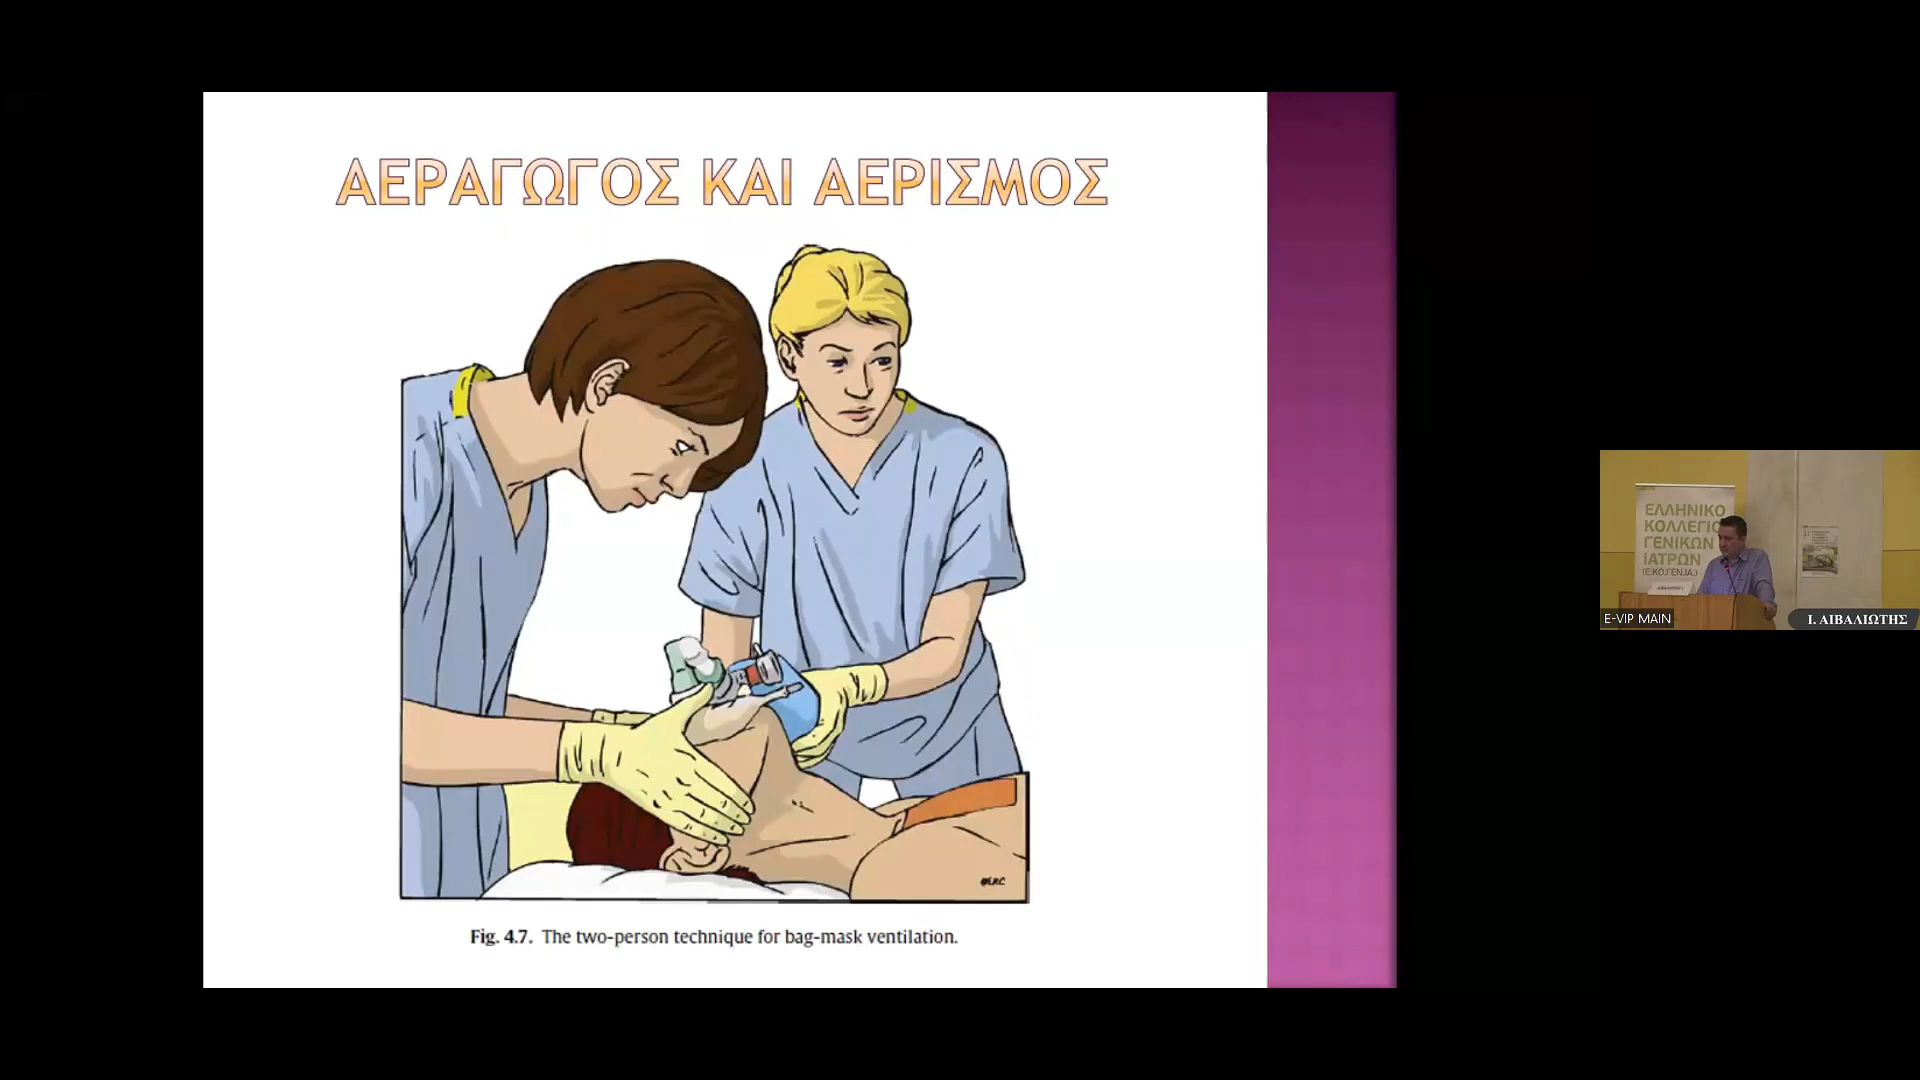 ΑΕΡΑΓΩΓΟΣ ΚΑΙ ΑΕΡΙΣΜΟΣ
©ERC
Fig. 4.7. The two-person technique for bag-mask ventilation.
ΕΛΛΗΝΙΚΟ
ΚΟΛΛΕΓΙΟ
ΓΕΝΙΚΩΝ
ΙΑΤΡΩΝ
(Ε.ΚΟ.ΓΕΝ.ΙΑ.)
E-VIP MAIN
Ι. ΑΙΒΑΛΙΩΤΗΣ